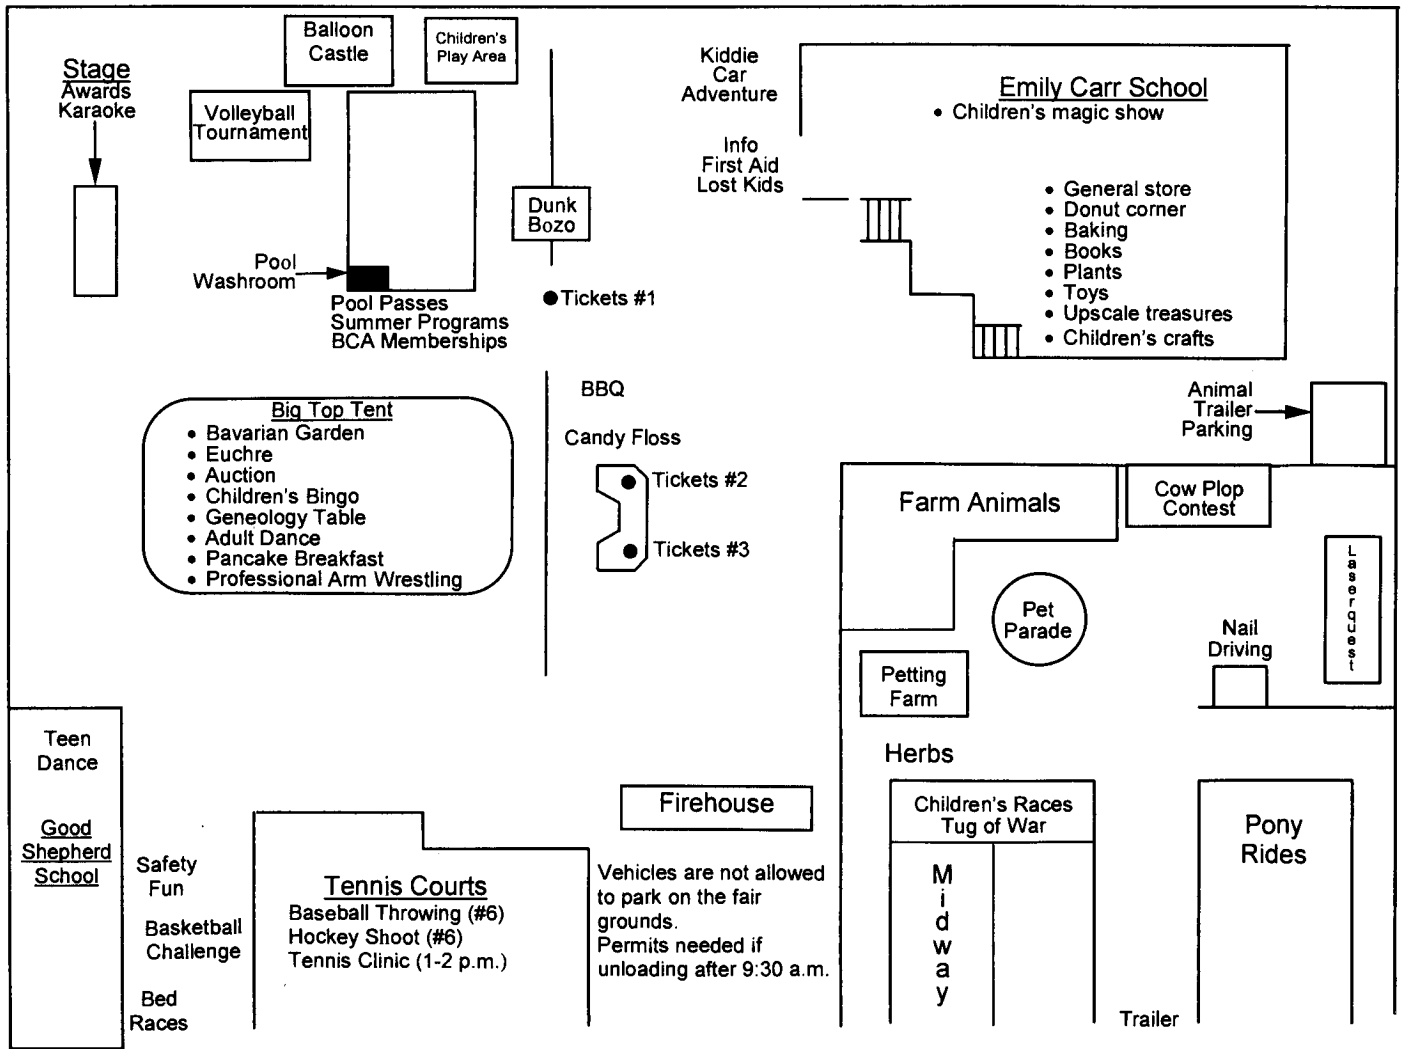 Stage
Awards
Karaoke
Balloon
Castle
Children's
Play Area
Volleyball
Tournament
Dunk
Bozo
Pool
Washroom
Pool Passes
Summer Programs
BCA Memberships
Tickets #1
Kiddie
Car
Adventure
Info
First Aid
Lost Kids
Emily Carr School
• Children's magic show
• General store
• Donut corner
• Baking
• Books
• Plants
• Toys
• Upscale treasures
• Children's crafts
Big Top Tent
• Bavarian Garden
• Euchre
• Auction
• Children's Bingo
• Geneology Table
• Adult Dance
• Pancake Breakfast
• Professional Arm Wrestling
BBQ
Candy Floss
Tickets #2
Tickets #3
Animal
Trailer
Parking
Farm Animals
Cow Plop
Contest
Laserquest
Pet
Parade
Nail
Driving
Petting
Farm
Herbs
Teen
Dance
Good
Shepherd
School
Safety
Fun
Basketball
Challenge
Bed
Races
Tennis Courts
Baseball Throwing (#6)
Hockey Shoot (#6)
Tennis Clinic (1-2 p.m.)
Firehouse
Vehicles are not allowed
to park on the fair
grounds.
Permits needed if
unloading after 9:30 a.m.
Children's Races
Tug of War
Midway
Pony
Rides
Trailer